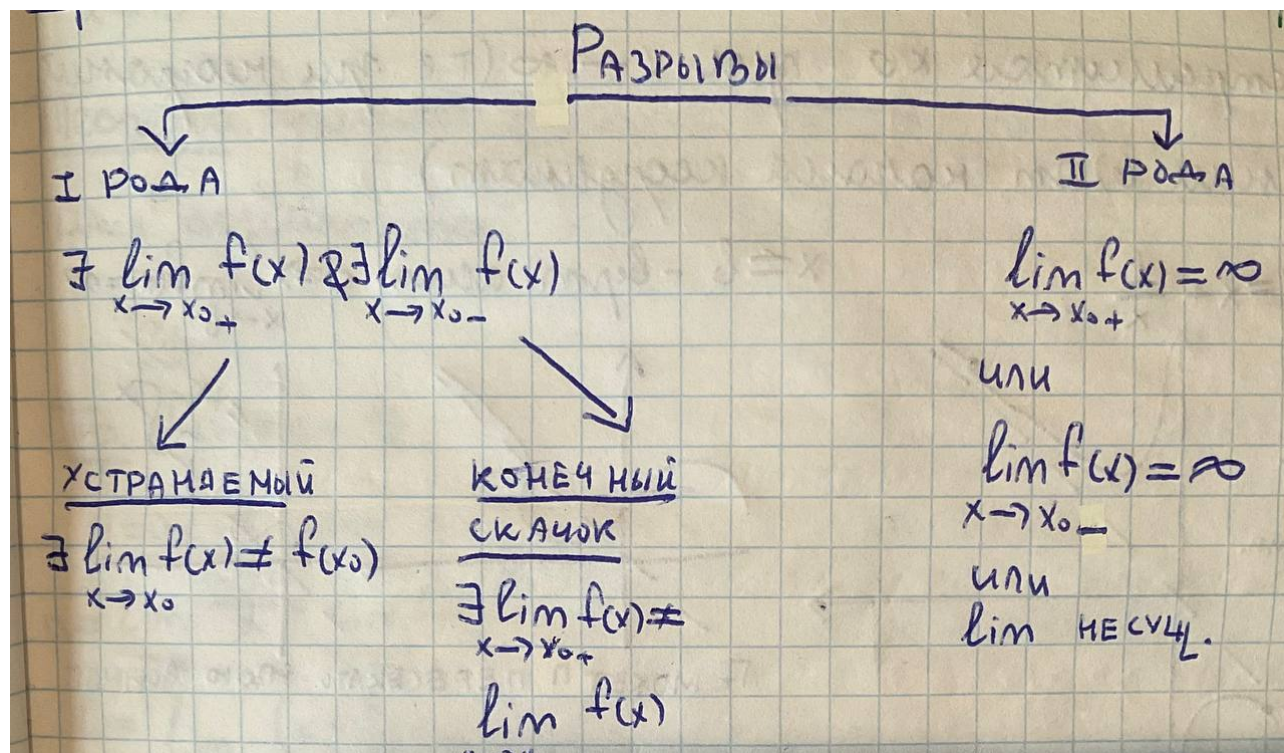 Разрывы
I рода
II рода
∃ lim f(x) & ∃ lim f(x)
x→x₀₊ x→x₀₋
lim f(x) = ∞
x→x₀₊
или
lim f(x) = ∞
x→x₀₋
или
lim не сущ.
устраняемый
∃ lim f(x) ≠ f(x₀)
x→x₀
конечный
скачок
∃ lim f(x) ≠
x→x₀₊
lim f(x)